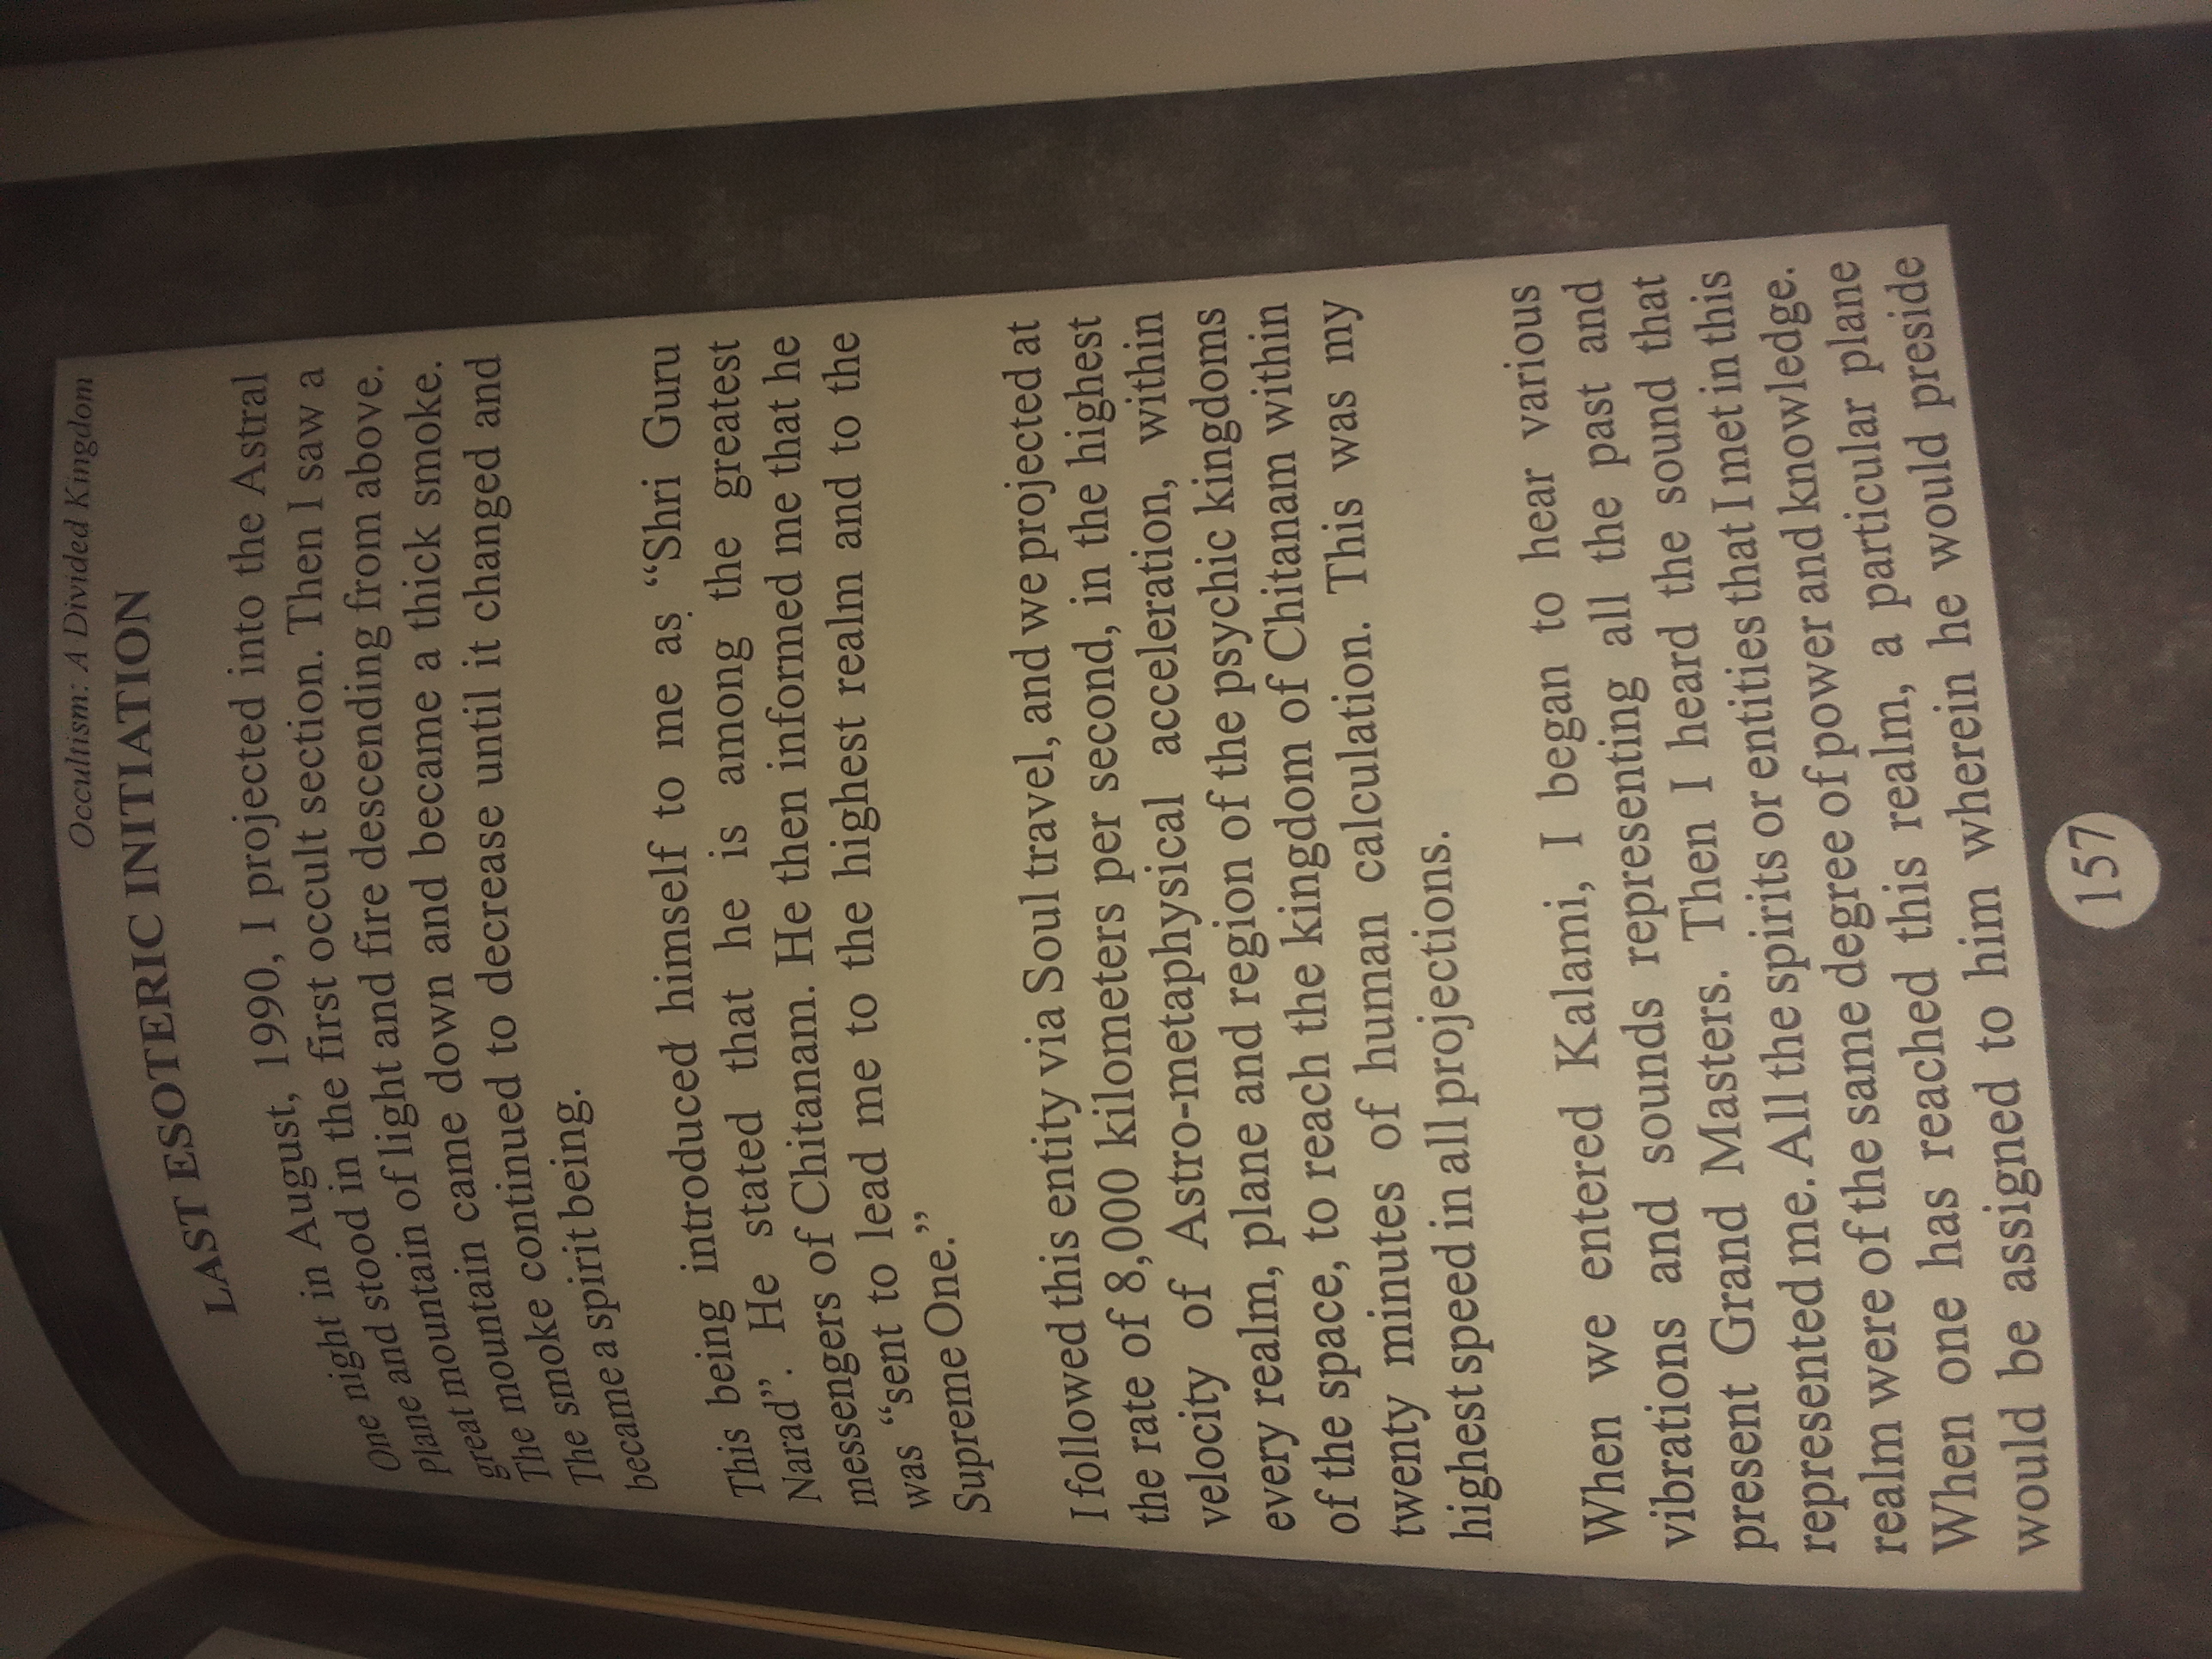 Occultism: A Divided Kingdom
LAST ESOTERIC INITIATION
One night in August, 1990, I projected into the Astral
Plane and stood in the first occult section. Then I saw a
great mountain of light and fire descending from above.
The mountain came down and became a thick smoke.
The smoke continued to decrease until it changed and
became a spirit being.
This being introduced himself to me as “Shri Guru
Narad”. He stated that he is among the greatest
messengers of Chitanam. He then informed me that he
was “sent to lead me to the highest realm and to the
Supreme One.”
I followed this entity via Soul travel, and we projected at
the rate of 8,000 kilometers per second, in the highest
velocity of Astro-metaphysical acceleration, within
every realm, plane and region of the psychic kingdoms
of the space, to reach the kingdom of Chitanam within
twenty minutes of human calculation. This was my
highest speed in all projections.
When we entered Kalami, I began to hear various
vibrations and sounds representing all the past and
present Grand Masters. Then I heard the sound that
represented me. All the spirits or entities that I met in this
realm were of the same degree of power and knowledge.
When one has reached this realm, a particular plane
would be assigned to him wherein he would preside
157